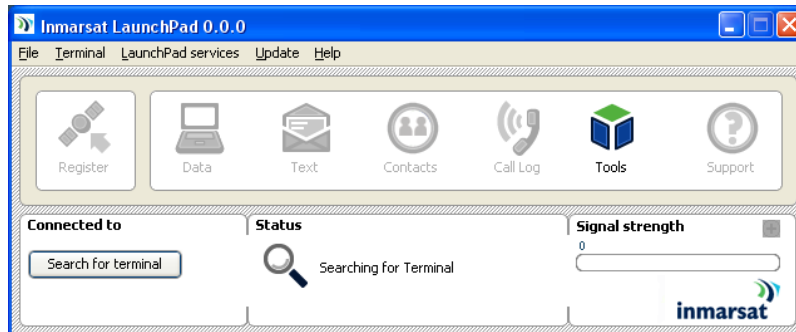 Inmarsat LaunchPad 0.0.0
File Terminal LaunchPad services Update Help
Register Data Text Contacts Call Log Tools Support
Connected to Status Signal strength
0
Search for terminal Searching for Terminal
inmarsat